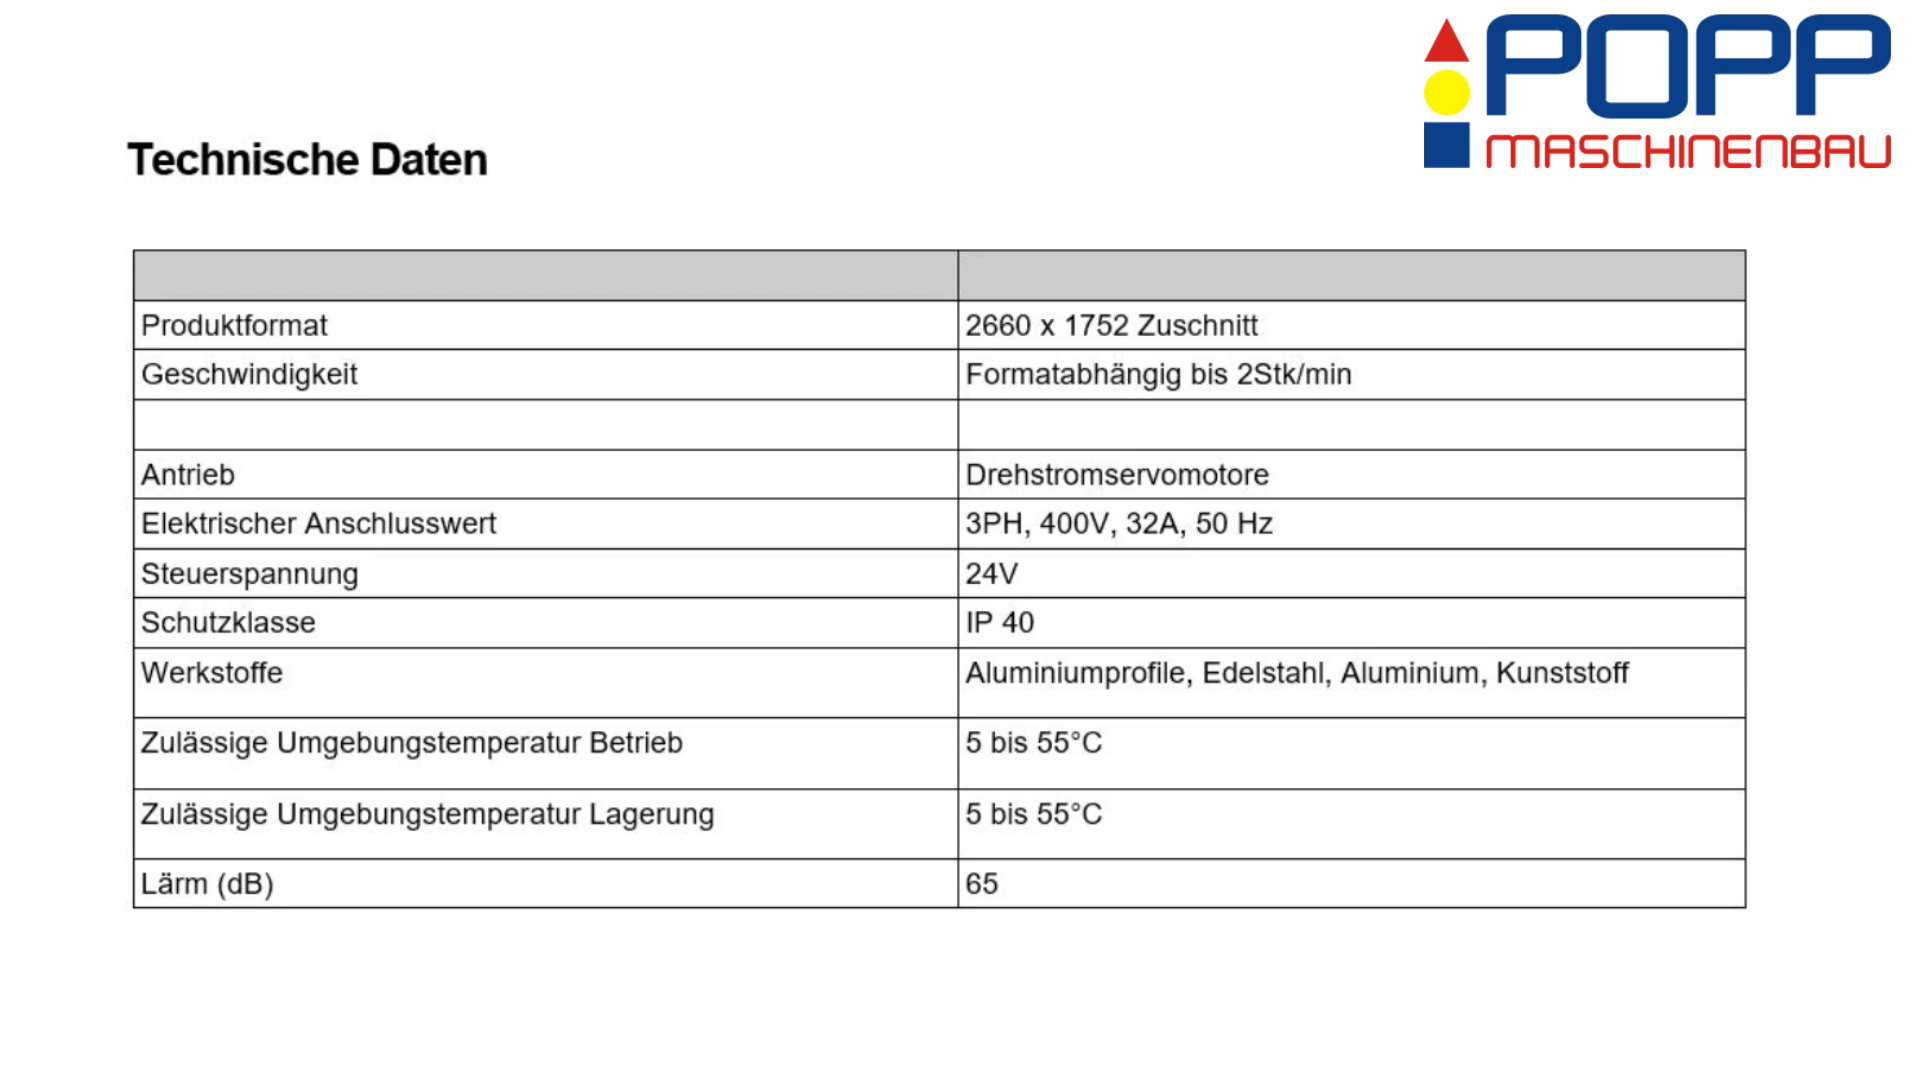 POPP
MASCHINENBAU
Technische Daten
Produktformat 2660 x 1752 Zuschnitt
Geschwindigkeit Formatabhängig bis 2Stk/min
Antrieb Drehstromservomotore
Elektrischer Anschlusswert 3PH, 400V, 32A, 50 Hz
Steuerspannung 24V
Schutzklasse IP 40
Werkstoffe Aluminiumprofile, Edelstahl, Aluminium, Kunststoff
Zulässige Umgebungstemperatur Betrieb 5 bis 55°C
Zulässige Umgebungstemperatur Lagerung 5 bis 55°C
Lärm (dB) 65